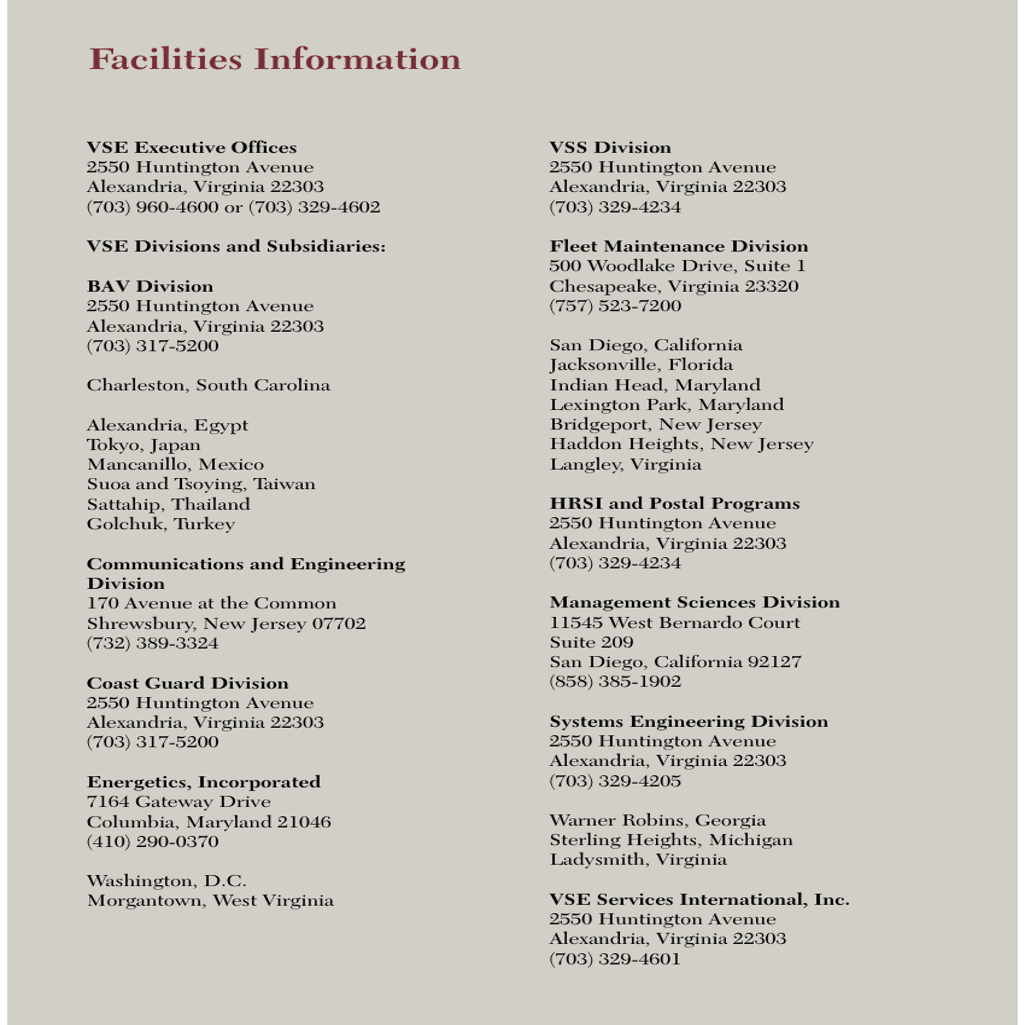 Facilities Information
VSE Executive Offices
2550 Huntington Avenue
Alexandria, Virginia 22303
(703) 960-4600 or (703) 329-4602
VSE Divisions and Subsidiaries:
BAV Division
2550 Huntington Avenue
Alexandria, Virginia 22303
(703) 317-5200
Charleston, South Carolina
Alexandria, Egypt
Tokyo, Japan
Mancanillo, Mexico
Suoa and Tsoying, Taiwan
Sattahip, Thailand
Golchuk, Turkey
Communications and Engineering
Division
170 Avenue at the Common
Shrewsbury, New Jersey 07702
(732) 389-3324
Coast Guard Division
2550 Huntington Avenue
Alexandria, Virginia 22303
(703) 317-5200
Energetics, Incorporated
7164 Gateway Drive
Columbia, Maryland 21046
(410) 290-0370
Washington, D.C.
Morgantown, West Virginia
VSS Division
2550 Huntington Avenue
Alexandria, Virginia 22303
(703) 329-4234
Fleet Maintenance Division
500 Woodlake Drive, Suite 1
Chesapeake, Virginia 23320
(757) 523-7200
San Diego, California
Jacksonville, Florida
Indian Head, Maryland
Lexington Park, Maryland
Bridgeport, New Jersey
Haddon Heights, New Jersey
Langley, Virginia
HRSI and Postal Programs
2550 Huntington Avenue
Alexandria, Virginia 22303
(703) 329-4234
Management Sciences Division
11545 West Bernardo Court
Suite 209
San Diego, California 92127
(858) 385-1902
Systems Engineering Division
2550 Huntington Avenue
Alexandria, Virginia 22303
(703) 329-4205
Warner Robins, Georgia
Sterling Heights, Michigan
Ladysmith, Virginia
VSE Services International, Inc.
2550 Huntington Avenue
Alexandria, Virginia 22303
(703) 329-4601